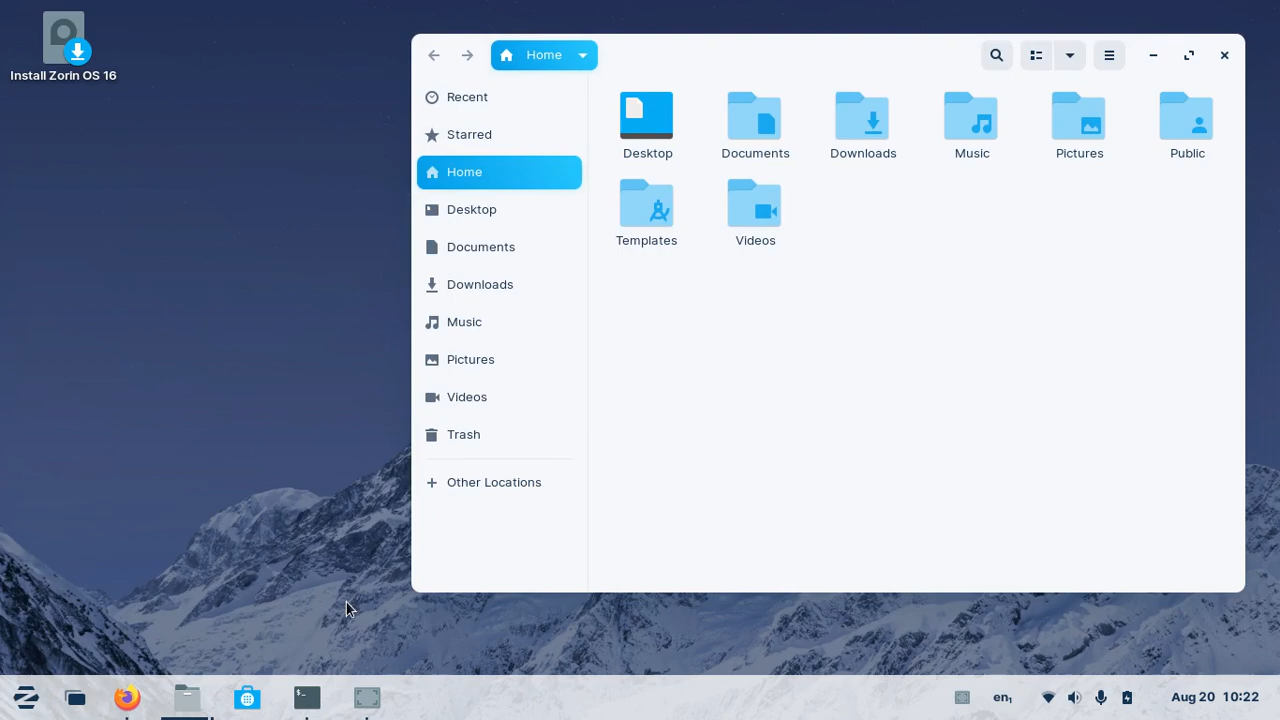 Install Zorin OS 16
Home
Recent
Starred
Home
Desktop
Documents
Downloads
Music
Pictures
Videos
Trash
Other Locations
Desktop
Documents
Downloads
Music
Pictures
Public
Templates
Videos
$-
en₁
Aug 20 10:22